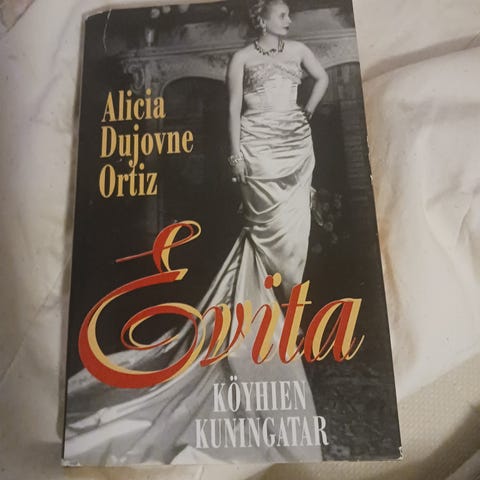 Alicia
Dujovne
Ortiz
Evita
KÖYHIEN
KUNINGATAR